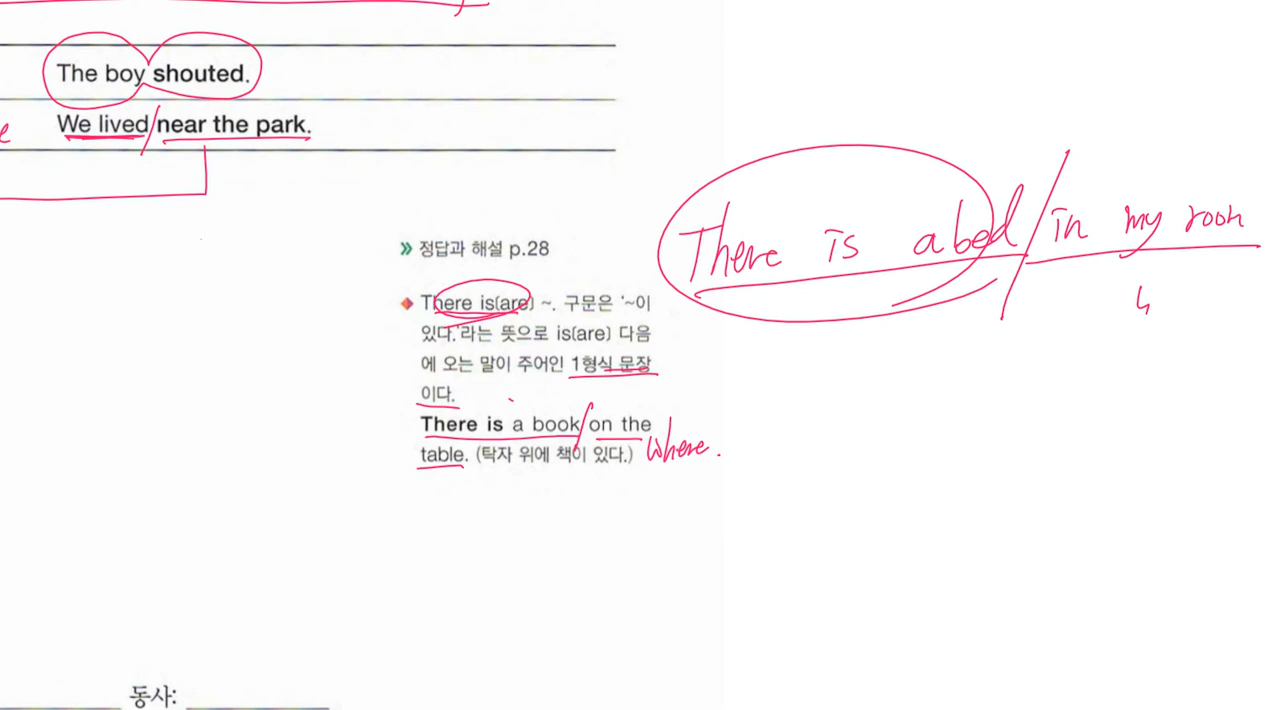 The boy shouted.
We lived near the park.
There is a bed / in my room
» 정답과 해설 p.28
There is(are) ~. 구문은 '~이
있다.'라는 뜻으로 is(are) 다음
에 오는 말이 주어인 1형식 문장
이다.
There is a book on the
table. (탁자 위에 책이 있다.) where.
동사: